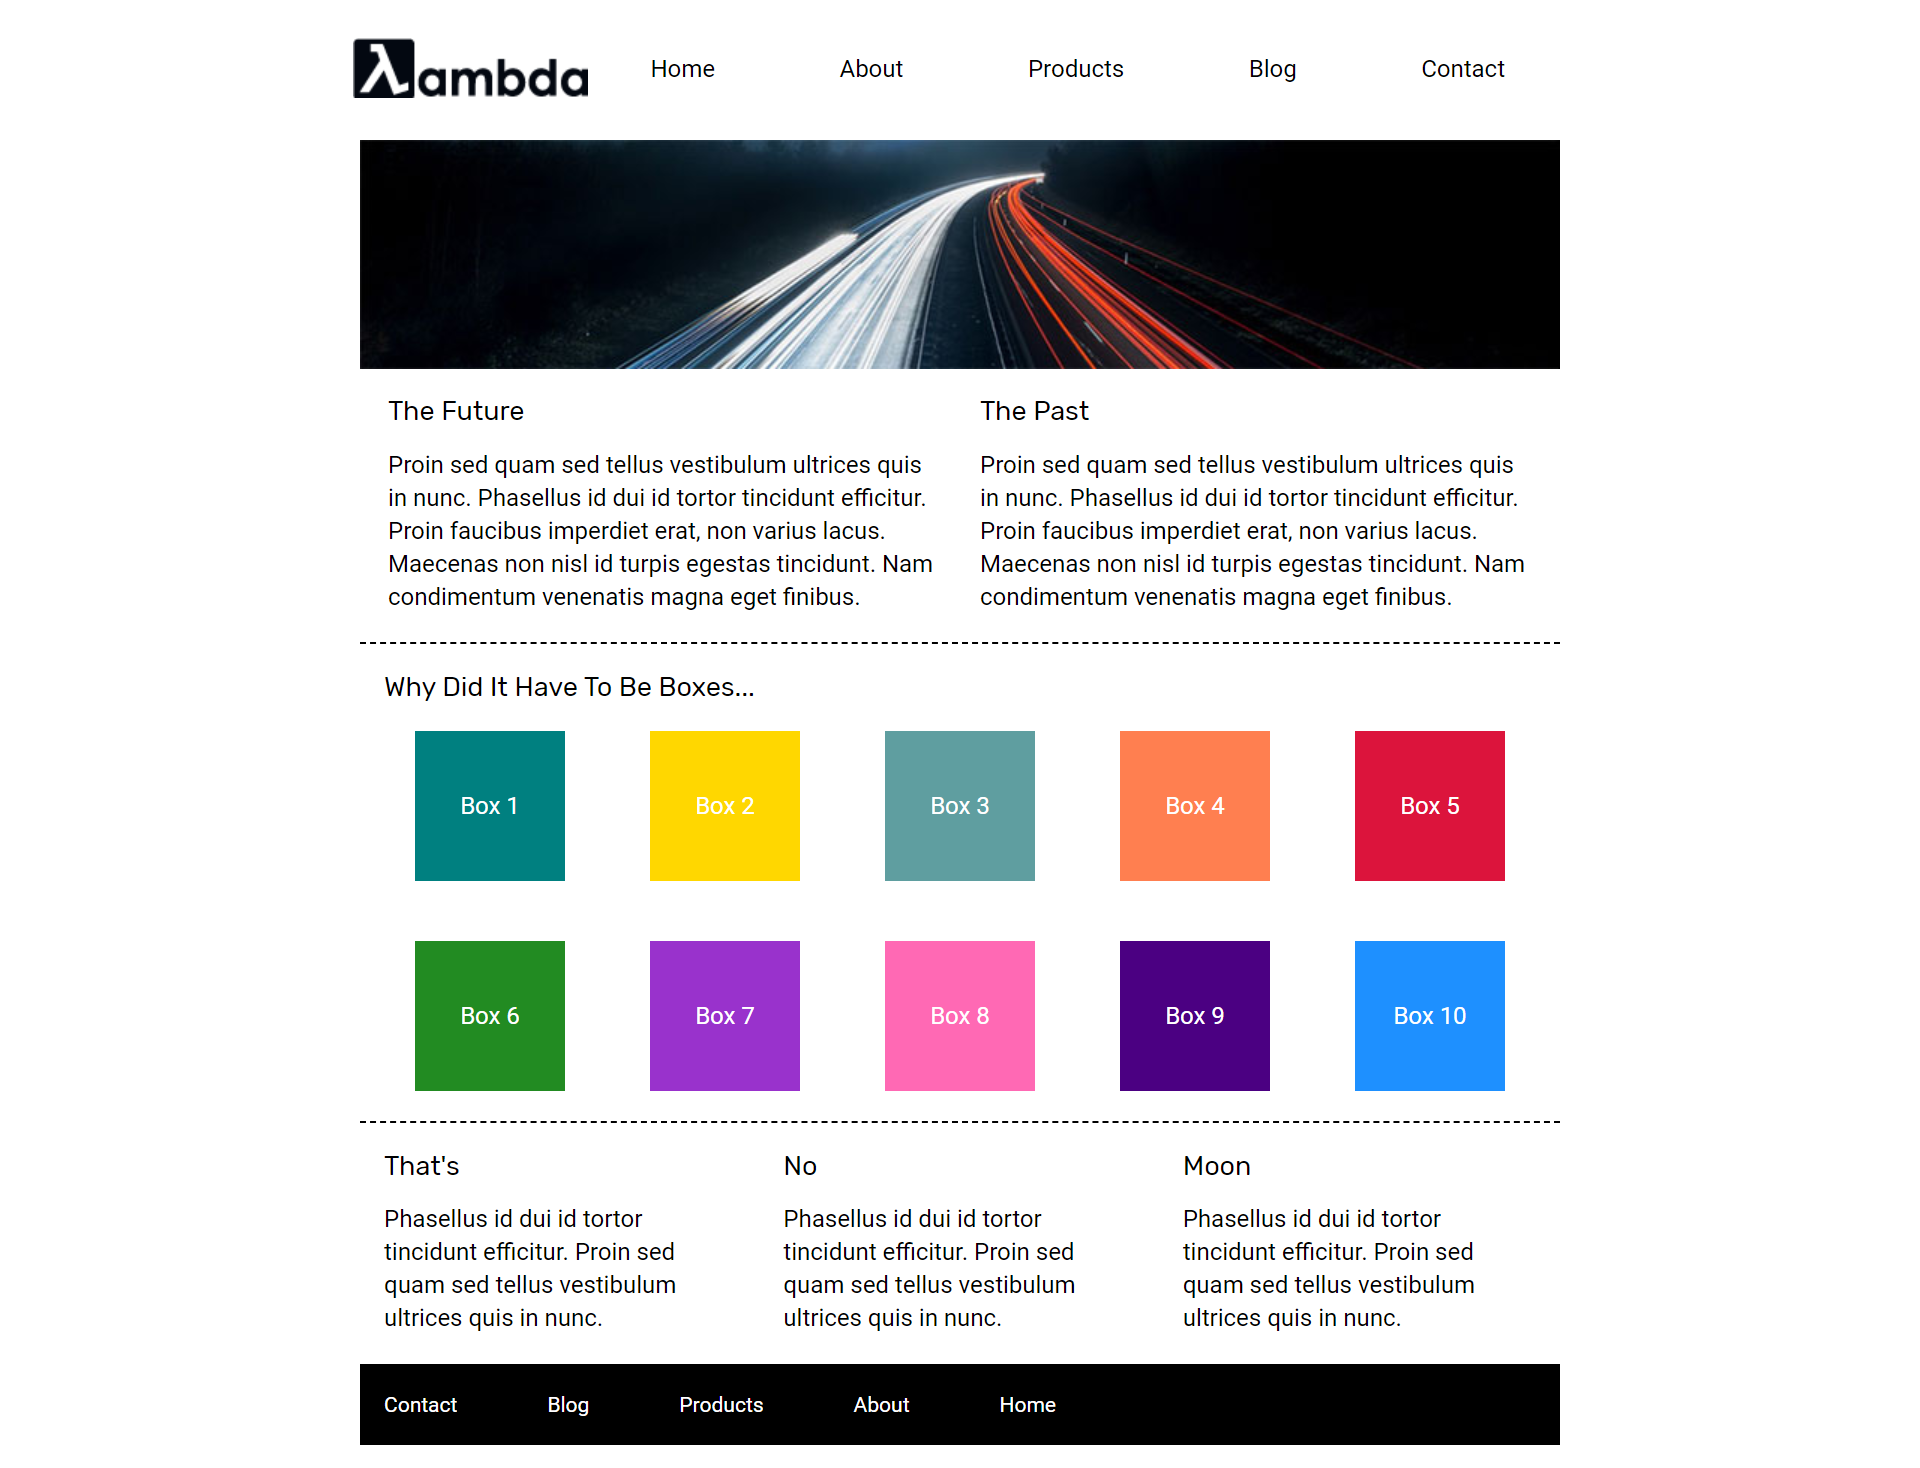 λambda
Home About Products Blog Contact
The Future
Proin sed quam sed tellus vestibulum ultrices quis
in nunc. Phasellus id dui id tortor tincidunt efficitur.
Proin faucibus imperdiet erat, non varius lacus.
Maecenas non nisl id turpis egestas tincidunt. Nam
condimentum venenatis magna eget finibus.
The Past
Proin sed quam sed tellus vestibulum ultrices quis
in nunc. Phasellus id dui id tortor tincidunt efficitur.
Proin faucibus imperdiet erat, non varius lacus.
Maecenas non nisl id turpis egestas tincidunt. Nam
condimentum venenatis magna eget finibus.
Why Did It Have To Be Boxes...
Box 1
Box 2
Box 3
Box 4
Box 5
Box 6
Box 7
Box 8
Box 9
Box 10
That's
Phasellus id dui id tortor
tincidunt efficitur. Proin sed
quam sed tellus vestibulum
ultrices quis in nunc.
No
Phasellus id dui id tortor
tincidunt efficitur. Proin sed
quam sed tellus vestibulum
ultrices quis in nunc.
Moon
Phasellus id dui id tortor
tincidunt efficitur. Proin sed
quam sed tellus vestibulum
ultrices quis in nunc.
Contact Blog Products About Home